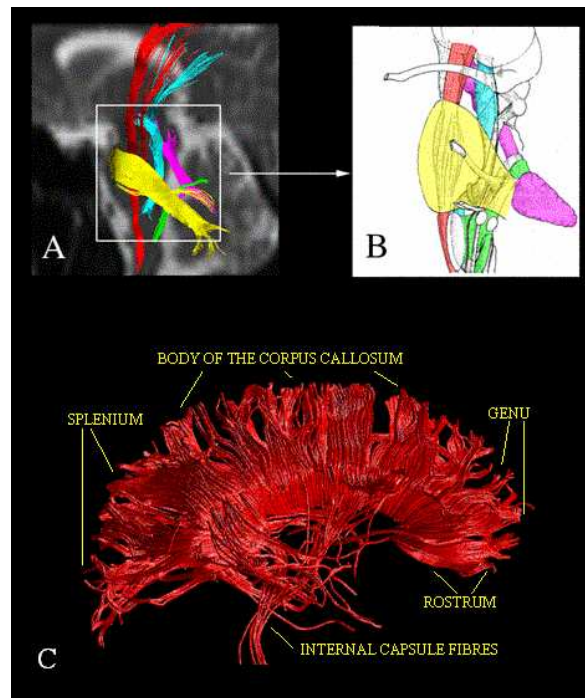 A
B
BODY OF THE CORPUS CALLOSUM
SPLENIUM
GENU
ROSTRUM
INTERNAL CAPSULE FIBRES
C